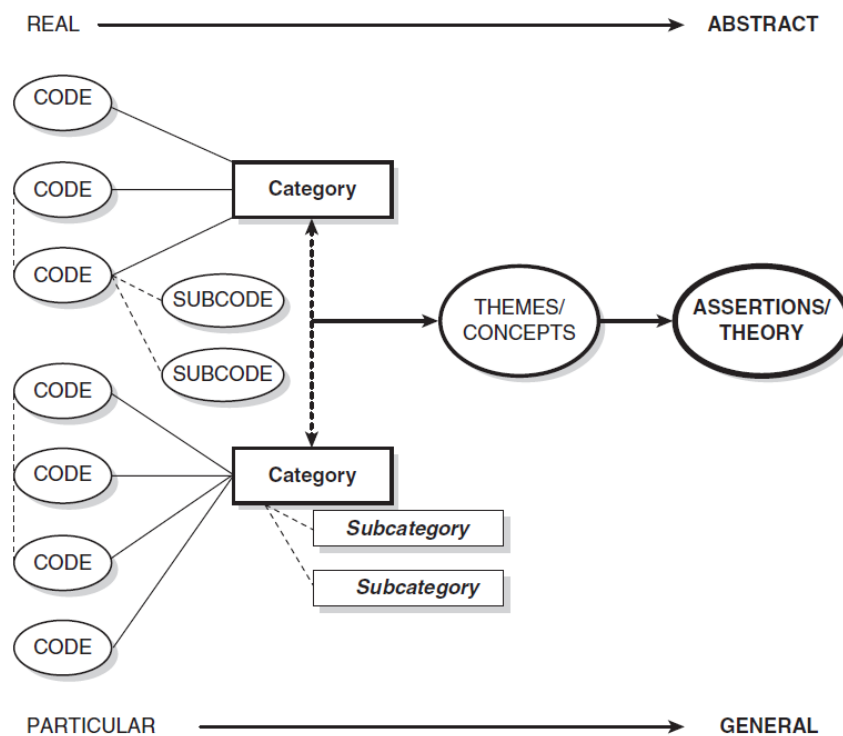 REAL
ABSTRACT
CODE
CODE
CODE
Category
SUBCODE
SUBCODE
THEMES/
CONCEPTS
ASSERTIONS/
THEORY
CODE
CODE
CODE
CODE
Category
Subcategory
Subcategory
PARTICULAR
GENERAL